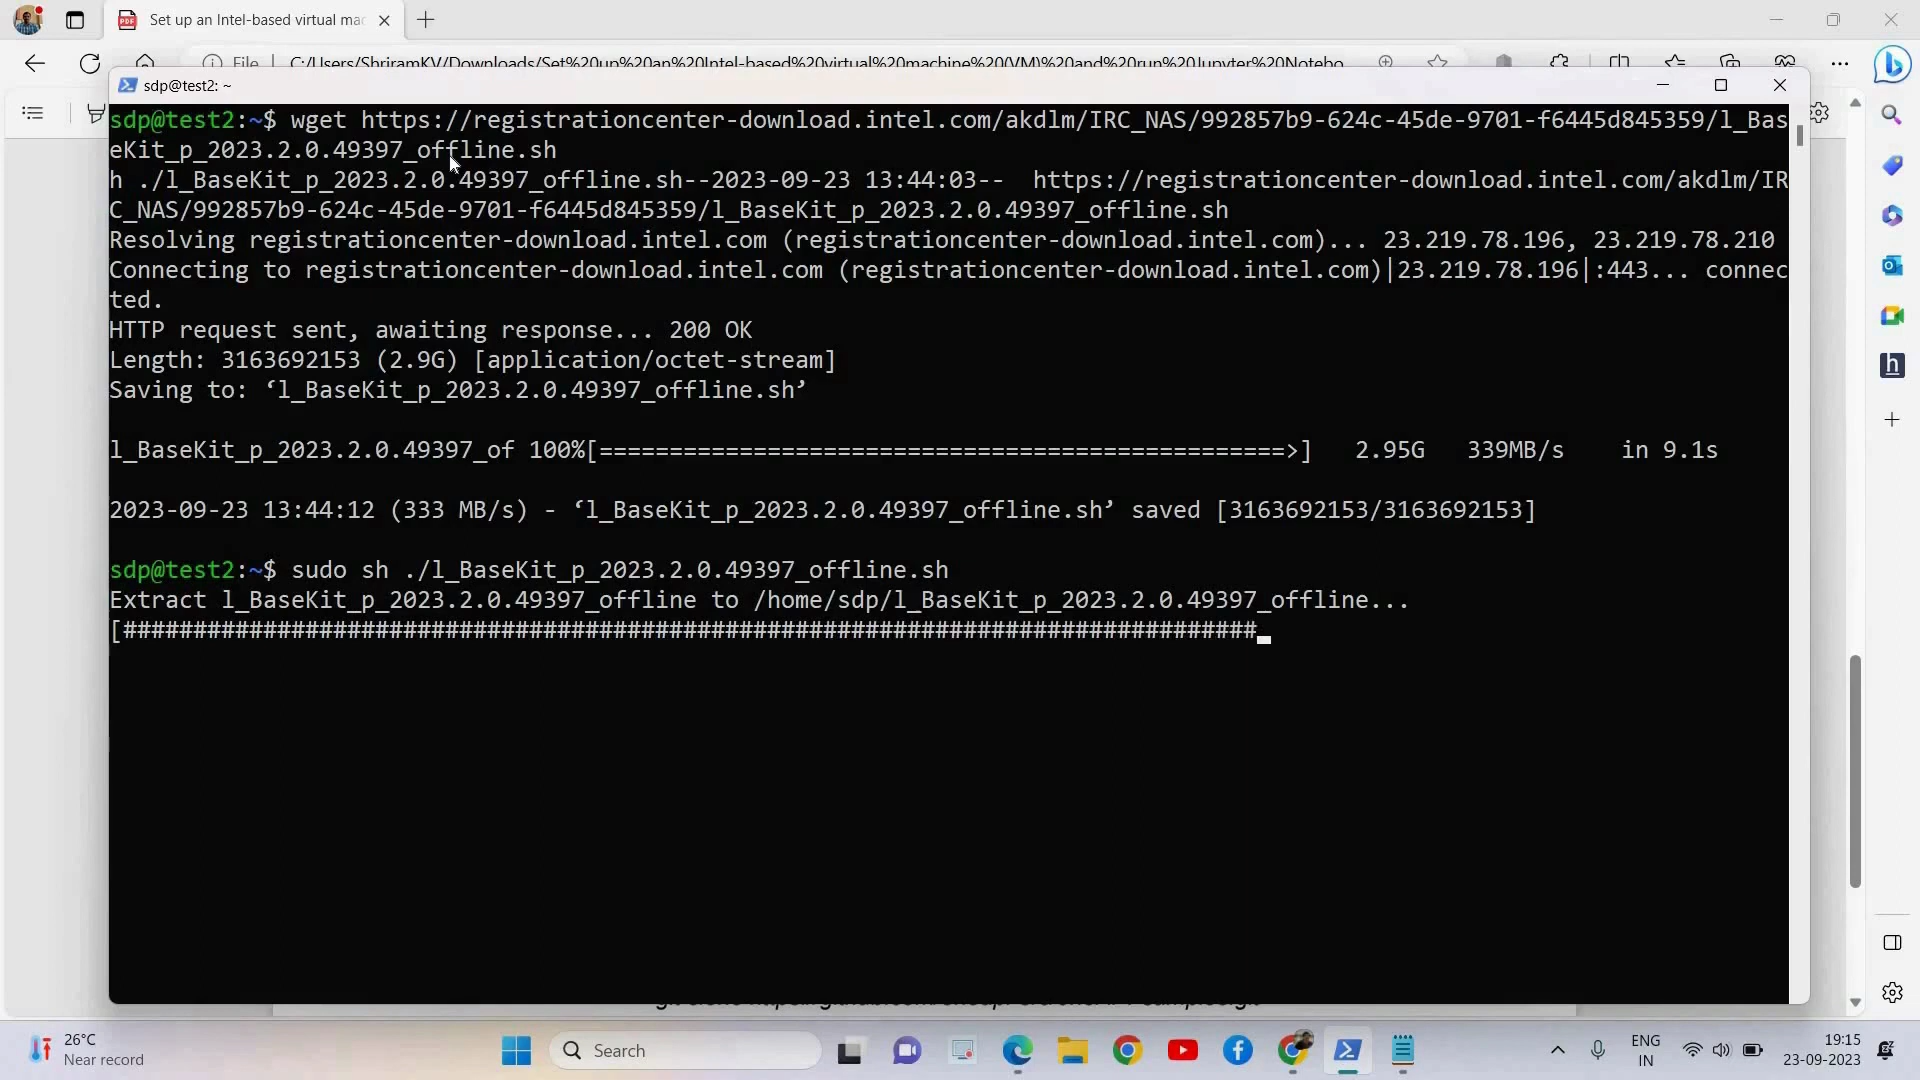 Set up an Intel-based virtual mac
File
C:/Users/ShriramKV/Downloads/Set%20up%20an%20Intel-based%20virtual%20machine%20(VM)%20and%20run%20Jupyter%20Notebo
sdp@test2: ~
sdp@test2:~$ wget https://registrationcenter-download.intel.com/akdlm/IRC_NAS/992857b9-624c-45de-9701-f6445d845359/l_Bas
eKit_p_2023.2.0.49397_offline.sh
h ./l_BaseKit_p_2023.2.0.49397_offline.sh--2023-09-23 13:44:03--  https://registrationcenter-download.intel.com/akdlm/IR
C_NAS/992857b9-624c-45de-9701-f6445d845359/l_BaseKit_p_2023.2.0.49397_offline.sh
Resolving registrationcenter-download.intel.com (registrationcenter-download.intel.com)... 23.219.78.196, 23.219.78.210
Connecting to registrationcenter-download.intel.com (registrationcenter-download.intel.com)|23.219.78.196|:443... connec
ted.
HTTP request sent, awaiting response... 200 OK
Length: 3163692153 (2.9G) [application/octet-stream]
Saving to: ‘l_BaseKit_p_2023.2.0.49397_offline.sh’
l_BaseKit_p_2023.2.0.49397_of 100%[=================================================>]   2.95G   339MB/s    in 9.1s
2023-09-23 13:44:12 (333 MB/s) - ‘l_BaseKit_p_2023.2.0.49397_offline.sh’ saved [3163692153/3163692153]
sdp@test2:~$ sudo sh ./l_BaseKit_p_2023.2.0.49397_offline.sh
Extract l_BaseKit_p_2023.2.0.49397_offline to /home/sdp/l_BaseKit_p_2023.2.0.49397_offline...
[#################################################################################
26°C
Near record
Search
ENG
IN
19:15
23-09-2023